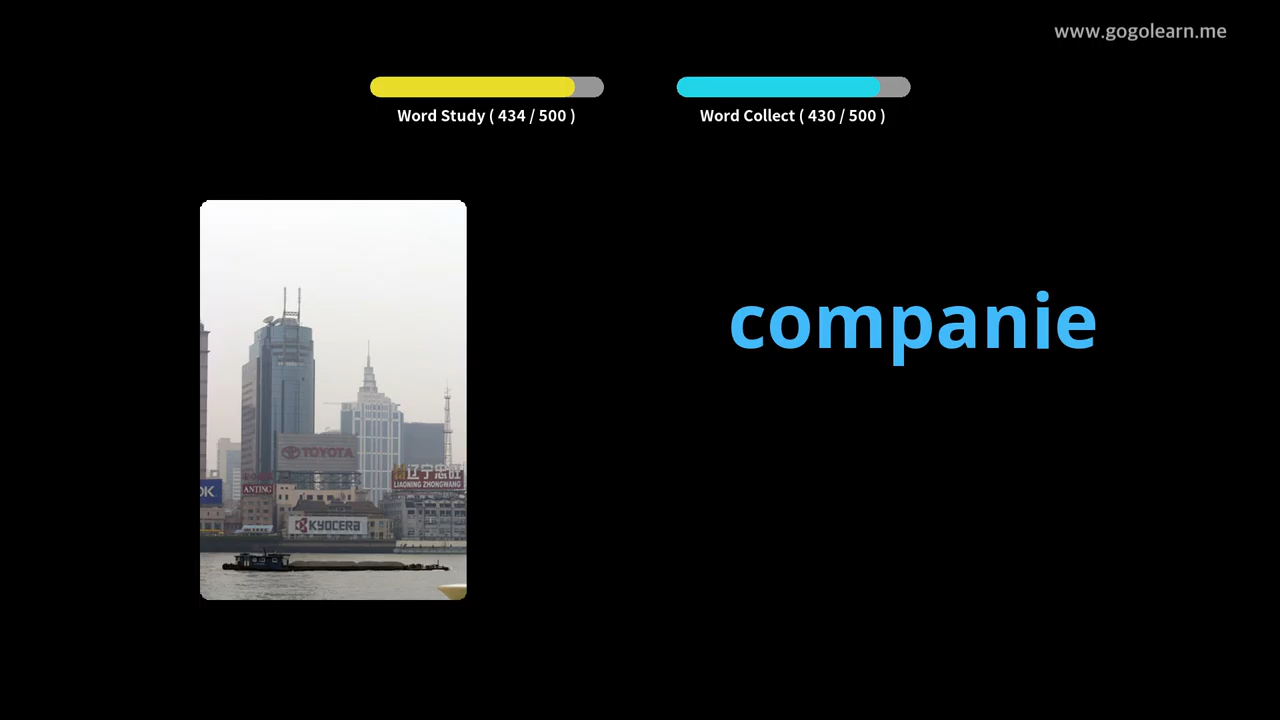 www.gogolearn.me
Word Study ( 434 / 500 )
Word Collect ( 430 / 500 )
companie
TOYOTA
辽宁忠旺
LIAONING ZHONGWANG
OK
ANTING
KYOCERA